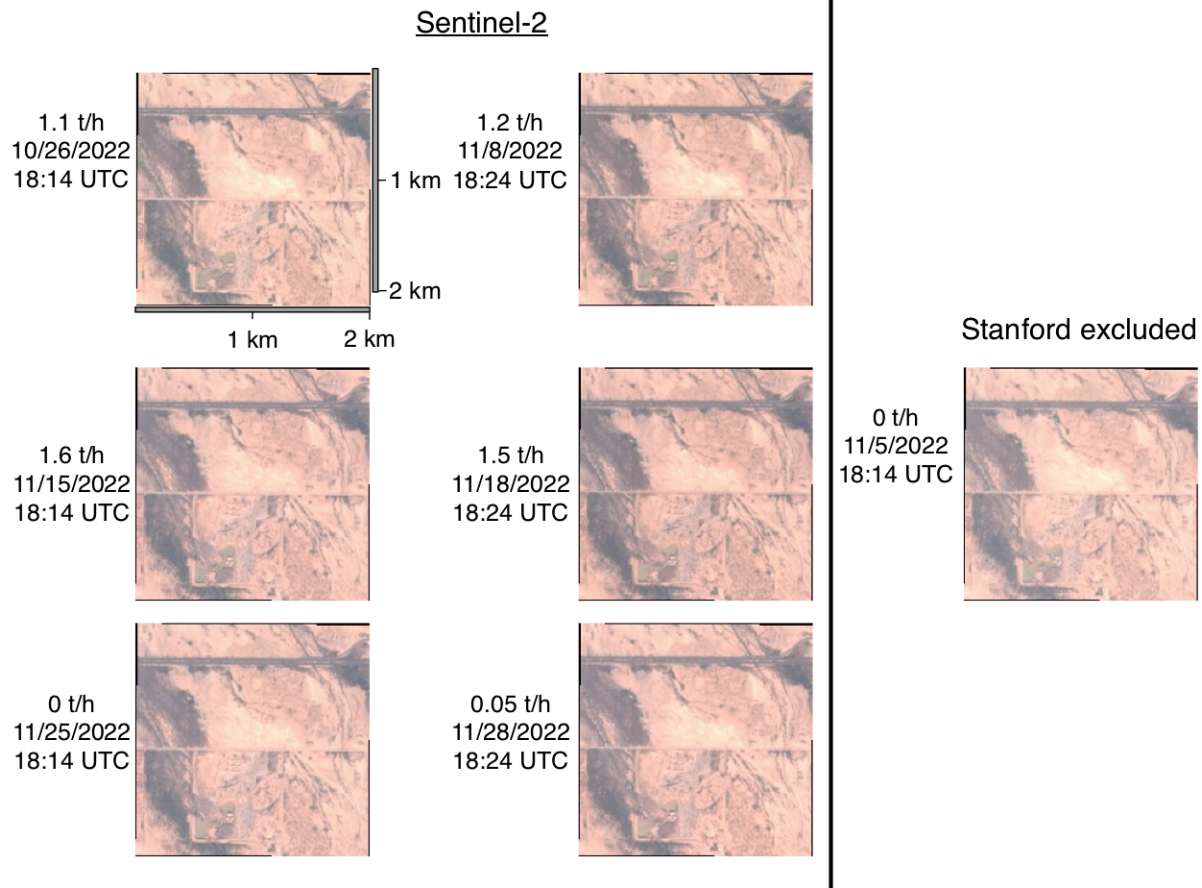 Sentinel-2
1.1 t/h
10/26/2022
18:14 UTC
1 km
2 km
1 km
2 km
1.2 t/h
11/8/2022
18:24 UTC
1.6 t/h
11/15/2022
18:14 UTC
1.5 t/h
11/18/2022
18:24 UTC
0 t/h
11/25/2022
18:14 UTC
0.05 t/h
11/28/2022
18:24 UTC
Stanford excluded
0 t/h
11/5/2022
18:14 UTC